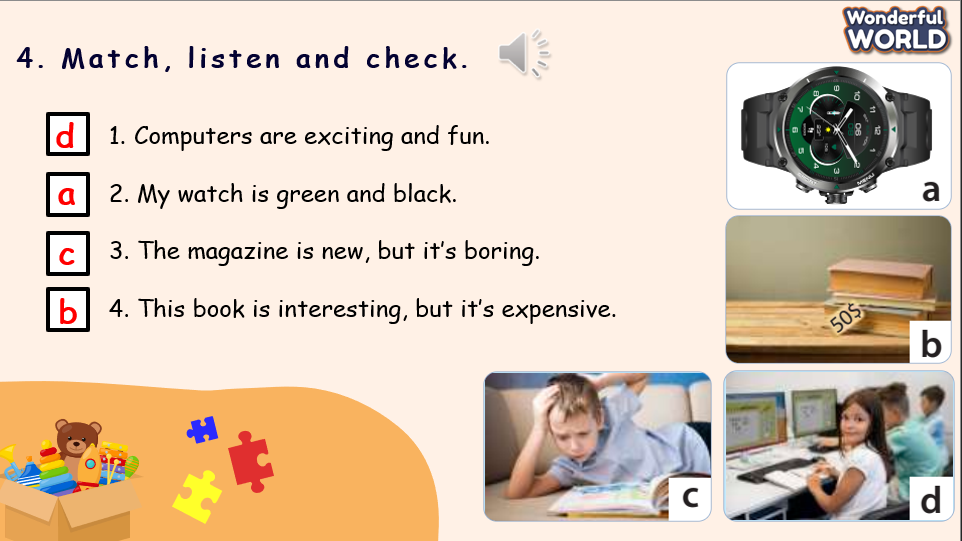 Wonderful
WORLD
4. Match, listen and check.
d 1. Computers are exciting and fun.
a 2. My watch is green and black.
c 3. The magazine is new, but it's boring.
b 4. This book is interesting, but it's expensive.
a
50$
b
c
d